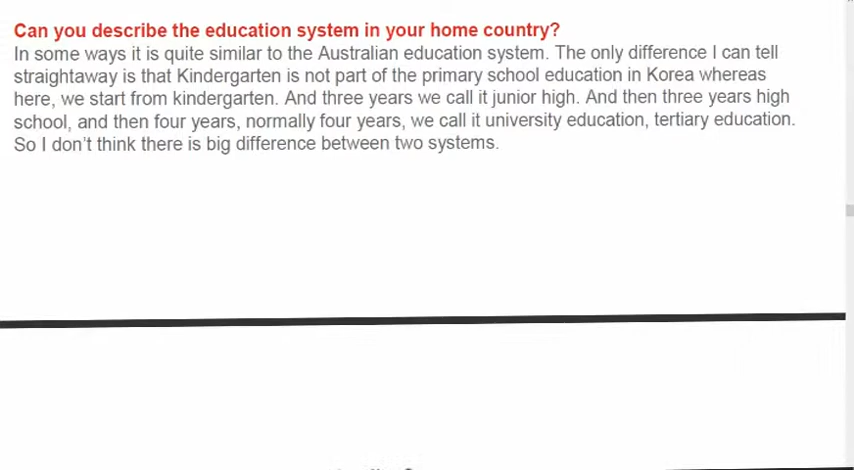 Can you describe the education system in your home country?
In some ways it is quite similar to the Australian education system. The only difference I can tell
straightaway is that Kindergarten is not part of the primary school education in Korea whereas
here, we start from kindergarten. And three years we call it junior high. And then three years high
school, and then four years, normally four years, we call it university education, tertiary education.
So I don't think there is big difference between two systems.